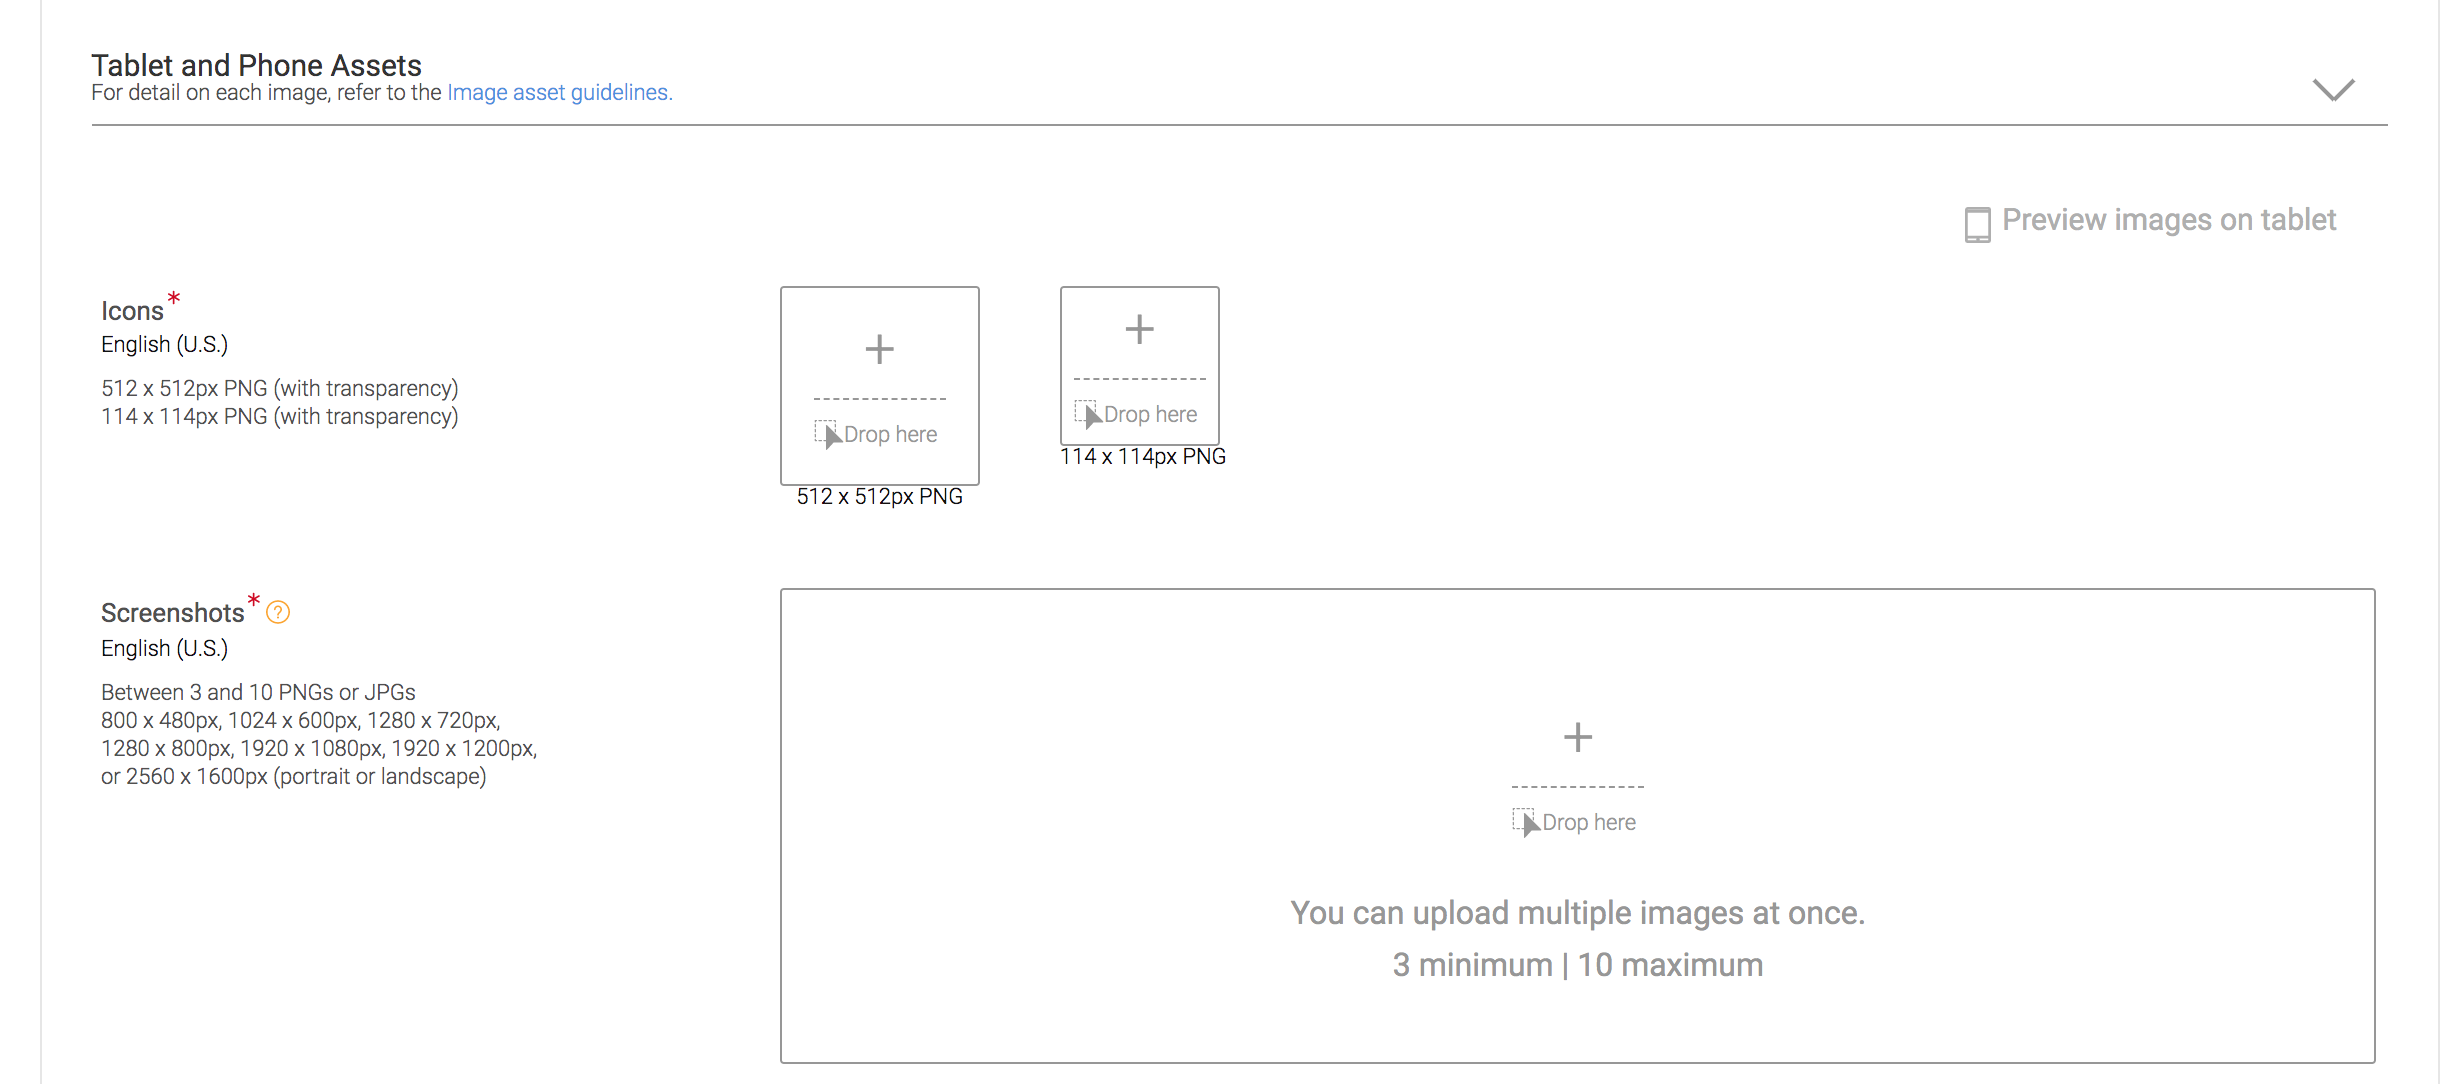 Tablet and Phone Assets
For detail on each image, refer to the Image asset guidelines.
Preview images on tablet
Icons*
English (U.S.)
512 x 512px PNG (with transparency)
114 x 114px PNG (with transparency)
Drop here
512 x 512px PNG
Drop here
114 x 114px PNG
Screenshots* ?
English (U.S.)
Between 3 and 10 PNGs or JPGs
800 x 480px, 1024 x 600px, 1280 x 720px,
1280 x 800px, 1920 x 1080px, 1920 x 1200px,
or 2560 x 1600px (portrait or landscape)
Drop here
You can upload multiple images at once.
3 minimum | 10 maximum